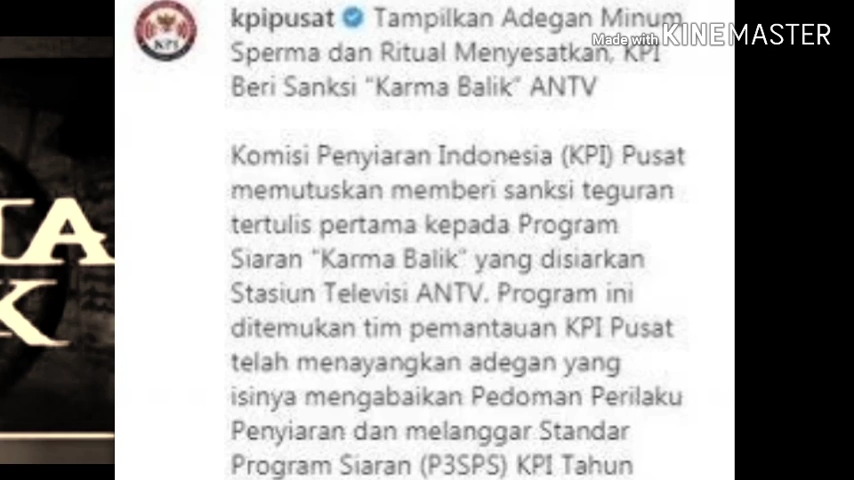 kpipusat Tampilkan Adegan Minum
Sperma dan Ritual Menyesatkan, KPI
Beri Sanksi "Karma Balik" ANTV
Komisi Penyiaran Indonesia (KPI) Pusat
memutuskan memberi sanksi teguran
tertulis pertama kepada Program
Siaran "Karma Balik" yang disiarkan
Stasiun Televisi ANTV. Program ini
ditemukan tim pemantauan KPI Pusat
telah menayangkan adegan yang
isinya mengabaikan Pedoman Perilaku
Penyiaran dan melanggar Standar
Program Siaran (P3SPS) KPI Tahun
Made with KINEMASTER
KPI
A
K